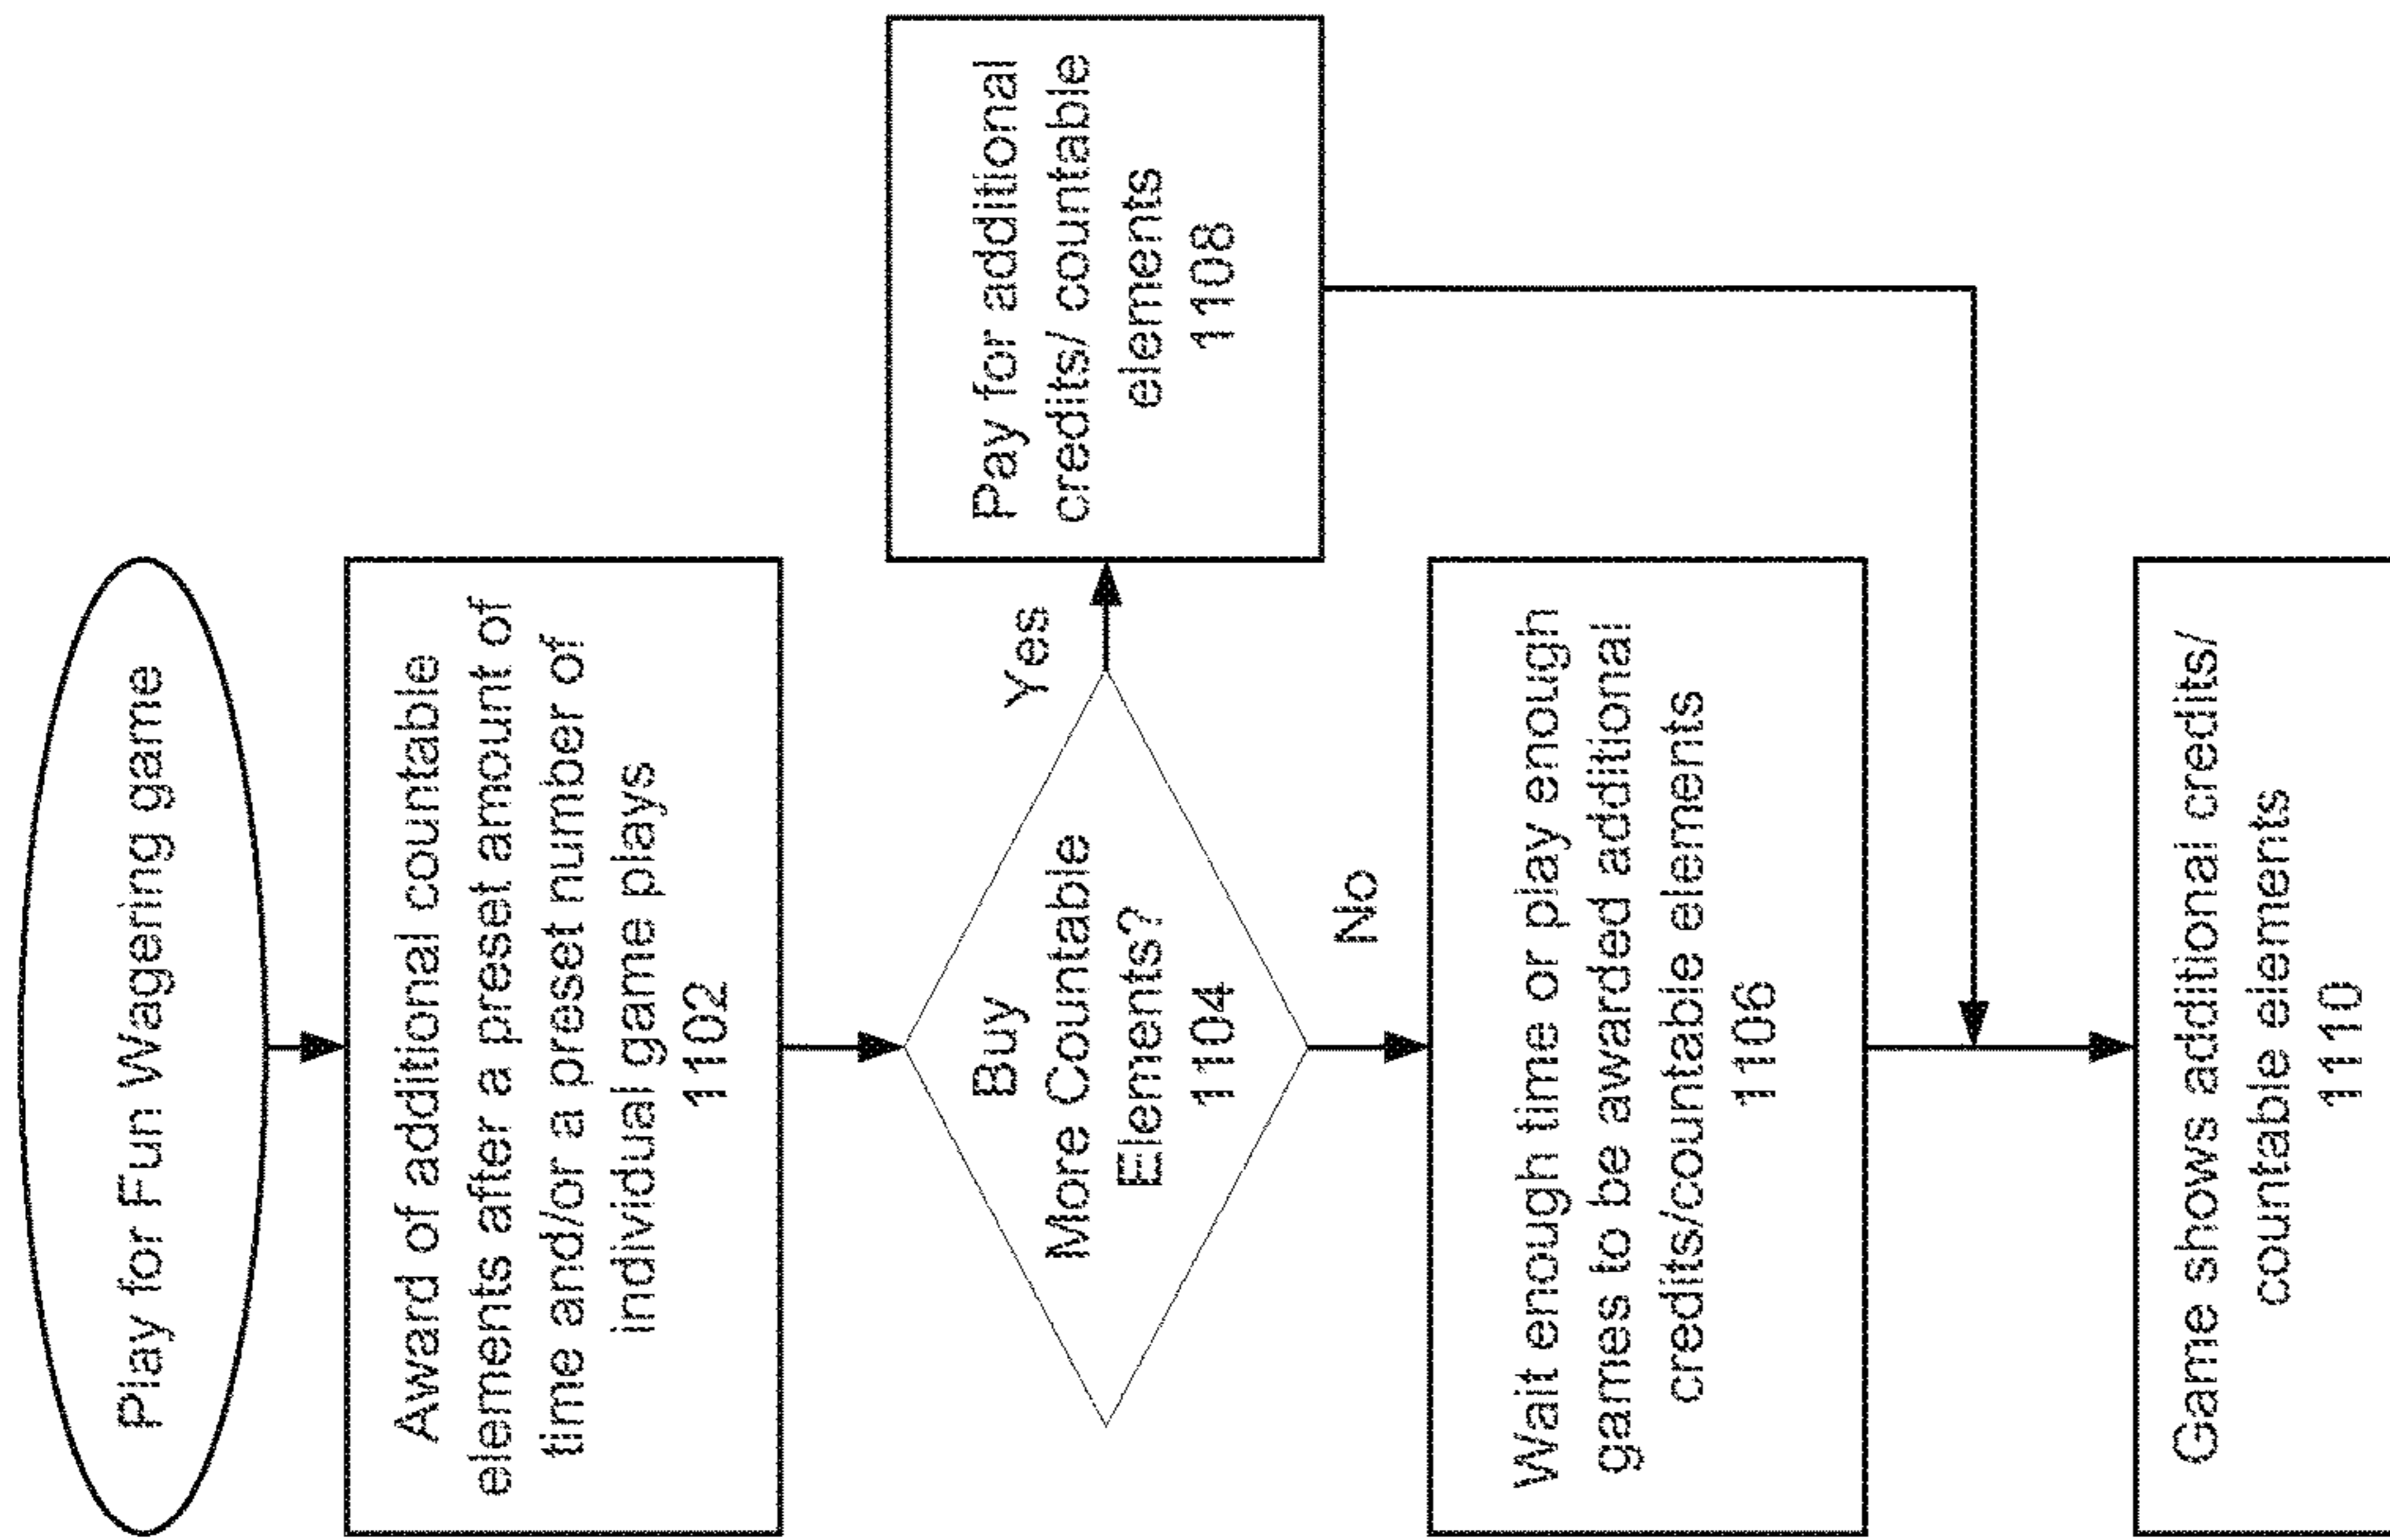 Play for Fun Wagering game
Award of additional countable
elements after a preset amount of
time and/or a preset number of
individual game plays
1102
Buy
More Countable
Elements?
1104
Yes
Pay for additional
credits/ countable
elements
1108
No
Wait enough time or play enough
games to be awarded additional
credits/countable elements
1106
Game shows additional credits/
countable elements
1110